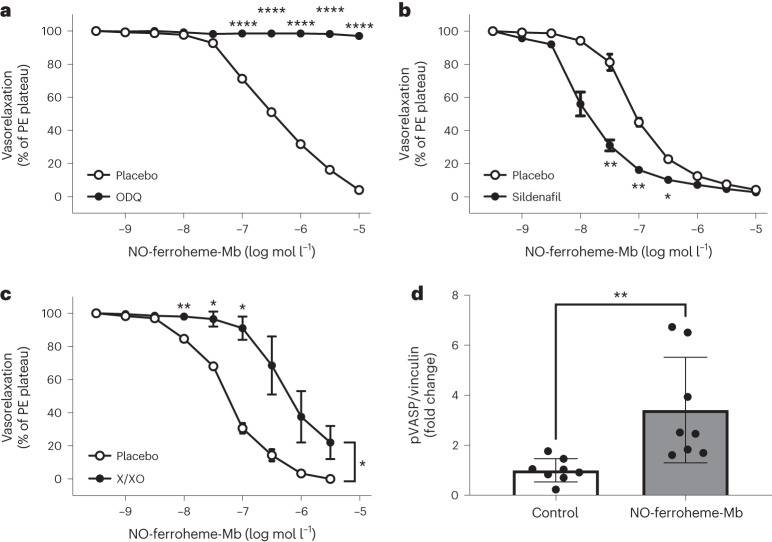 a
Vasorelaxation
(% of PE plateau)
100
80
60
40
20
0
****
****
****
****
****
Placebo
ODQ
–9
–8
–7
–6
–5
NO-ferroheme-Mb (log mol l⁻¹)
b
Vasorelaxation
(% of PE plateau)
100
80
60
40
20
0
**
**
*
Placebo
Sildenafil
–9
–8
–7
–6
–5
NO-ferroheme-Mb (log mol l⁻¹)
c
Vasorelaxation
(% of PE plateau)
100
80
60
40
20
0
**
*
*
*
Placebo
X/XO
–9
–8
–7
–6
–5
NO-ferroheme-Mb (log mol l⁻¹)
d
pVASP/vinculin
(fold change)
8
6
4
2
0
**
Control
NO-ferroheme-Mb